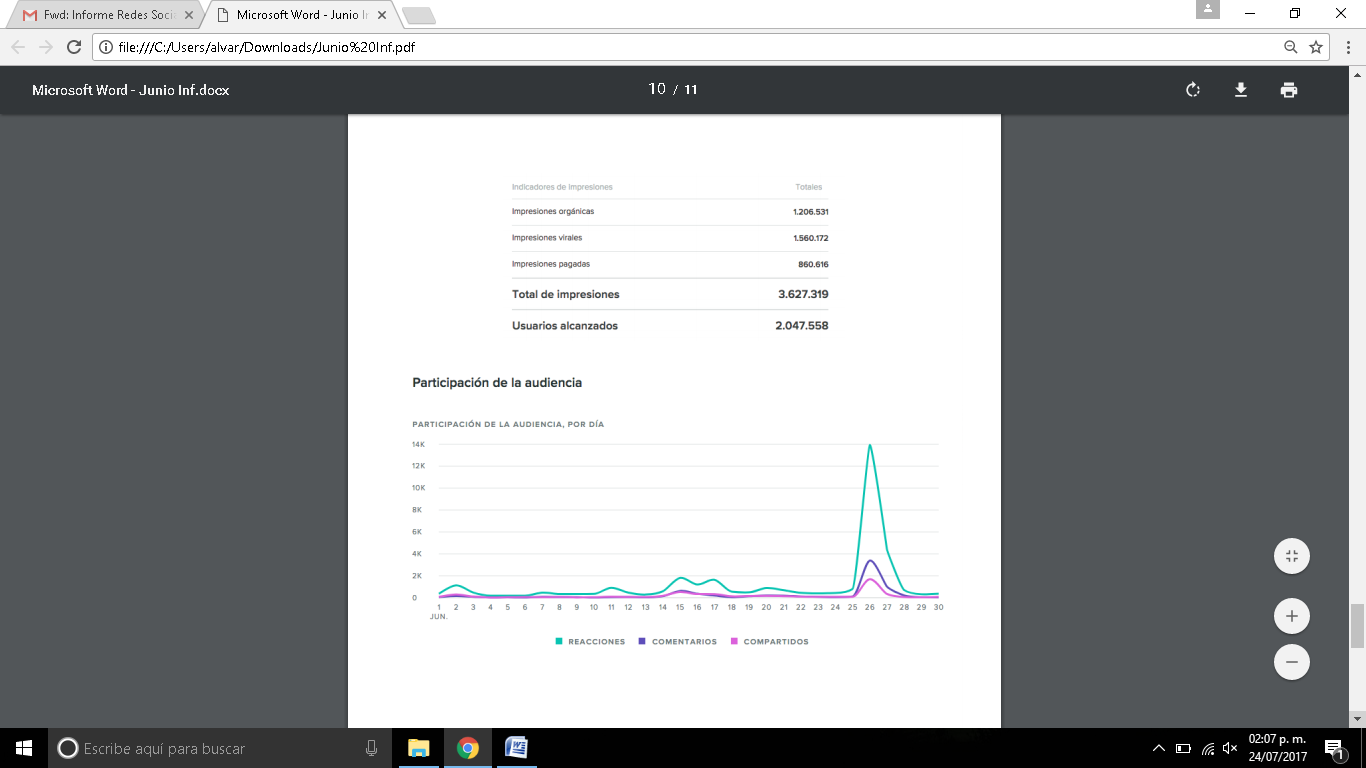 Fwd: Informe Redes Soci
Microsoft Word - Junio In
file:///C:/Users/alvar/Downloads/Junio%20Inf.pdf
Microsoft Word - Junio Inf.docx
10 / 11
Indicadores de Impresiones Totales
Impresiones orgánicas 1.206.531
Impresiones virales 1.560.172
Impresiones pagadas 860.616
Total de impresiones 3.627.319
Usuarios alcanzados 2.047.558
Participación de la audiencia
PARTICIPACIÓN DE LA AUDIENCIA, POR DÍA
14K
12K
10K
8K
6K
4K
2K
0
1 2 3 4 5 6 7 8 9 10 11 12 13 14 15 16 17 18 19 20 21 22 23 24 25 26 27 28 29 30
JUN.
REACCIONES COMENTARIOS COMPARTIDOS
Escribe aquí para buscar
02:07 p. m.
24/07/2017
1